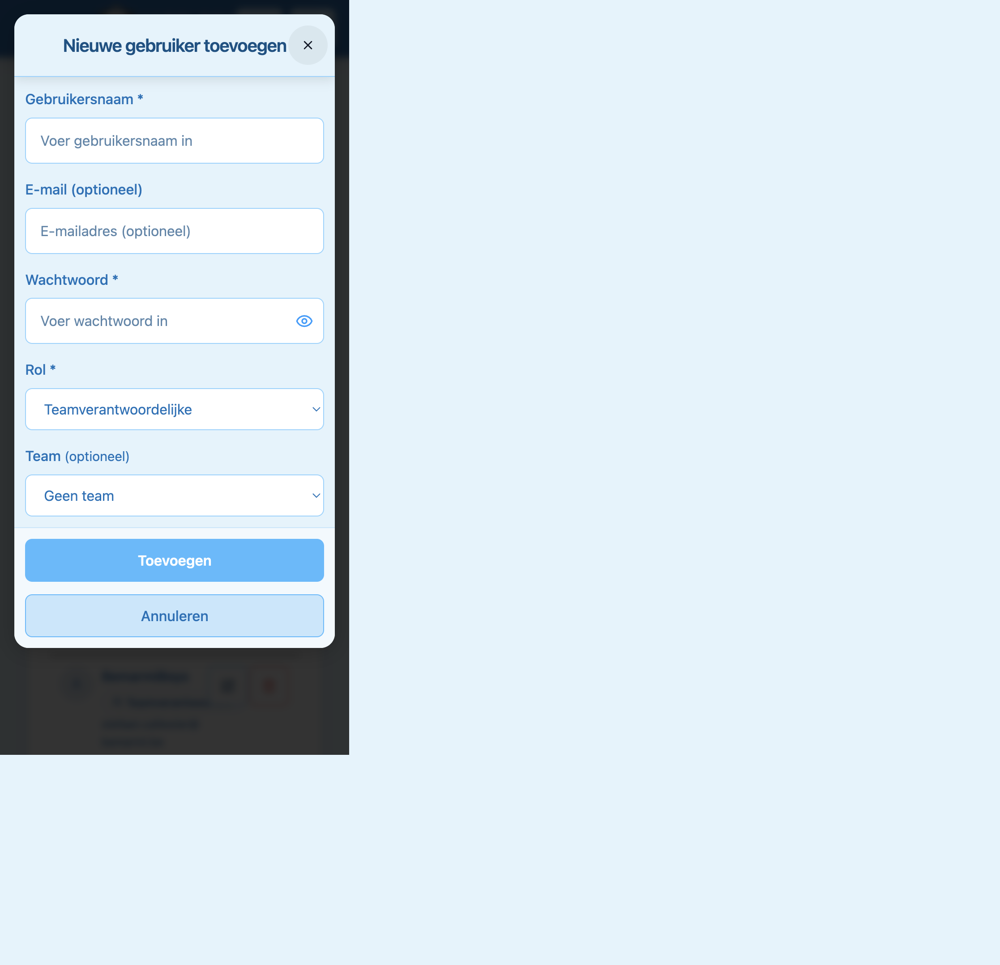 Nieuwe gebruiker toevoegen
Gebruikersnaam *
Voer gebruikersnaam in
E-mail (optioneel)
E-mailadres (optioneel)
Wachtwoord *
Voer wachtwoord in
Rol *
Teamverantwoordelijke
Team (optioneel)
Geen team
Toevoegen
Annuleren